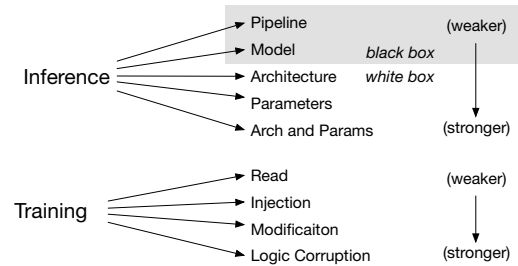 Pipeline (weaker)
Model black box
Inference Architecture white box
Parameters
Arch and Params (stronger)
Read (weaker)
Injection
Training
Modificaiton
Logic Corruption (stronger)